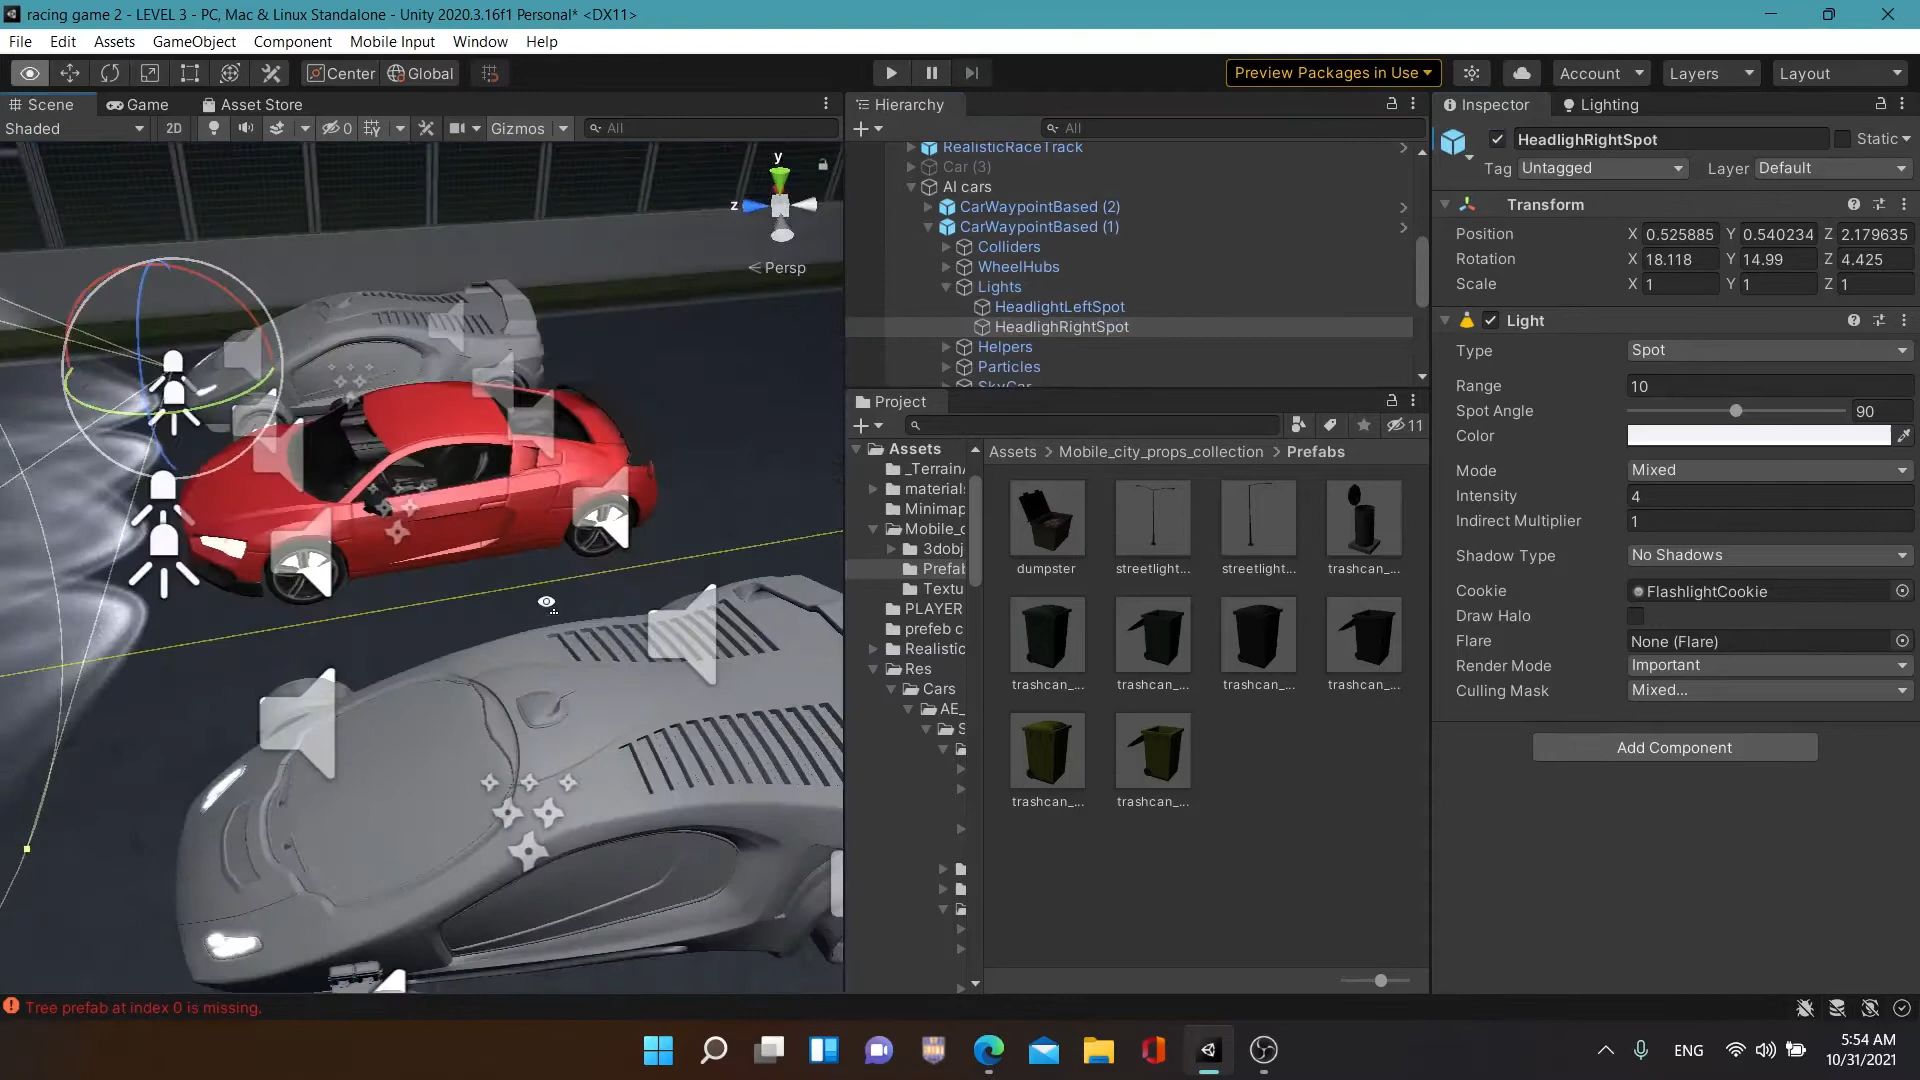 racing game 2 - LEVEL 3 - PC, Mac & Linux Standalone - Unity 2020.3.16f1 Personal* <DX11>
File Edit Assets GameObject Component Mobile Input Window Help
Center Global Preview Packages in Use Account Layers Layout
Scene Game Asset Store
Shaded 2D 0 Gizmos All
y
z
Persp
Hierarchy
All
RealisticRaceTrack
Car (3)
AI cars
CarWaypointBased (2)
CarWaypointBased (1)
Colliders
WheelHubs
Lights
HeadlightLeftSpot
HeadlighRightSpot
Helpers
Particles
SkyCar
Project
11
Assets
_Terrain
material
Minimap
Mobile_c
3dobj
Prefab
Textu
PLAYER
prefeb c
Realistic
Res
Cars
AE_
S
Assets > Mobile_city_props_collection > Prefabs
dumpster streetlight... streetlight... trashcan_...
trashcan_... trashcan_... trashcan_... trashcan_...
trashcan_... trashcan_...
Inspector Lighting
HeadlighRightSpot Static
Tag Untagged Layer Default
Transform
Position X 0.525885 Y 0.540234 Z 2.179635
Rotation X 18.118 Y 14.99 Z 4.425
Scale X 1 Y 1 Z 1
Light
Type Spot
Range 10
Spot Angle 90
Color
Mode Mixed
Intensity 4
Indirect Multiplier 1
Shadow Type No Shadows
Cookie FlashlightCookie
Draw Halo
Flare None (Flare)
Render Mode Important
Culling Mask Mixed...
Add Component
Tree prefab at index 0 is missing.
ENG
5:54 AM
10/31/2021